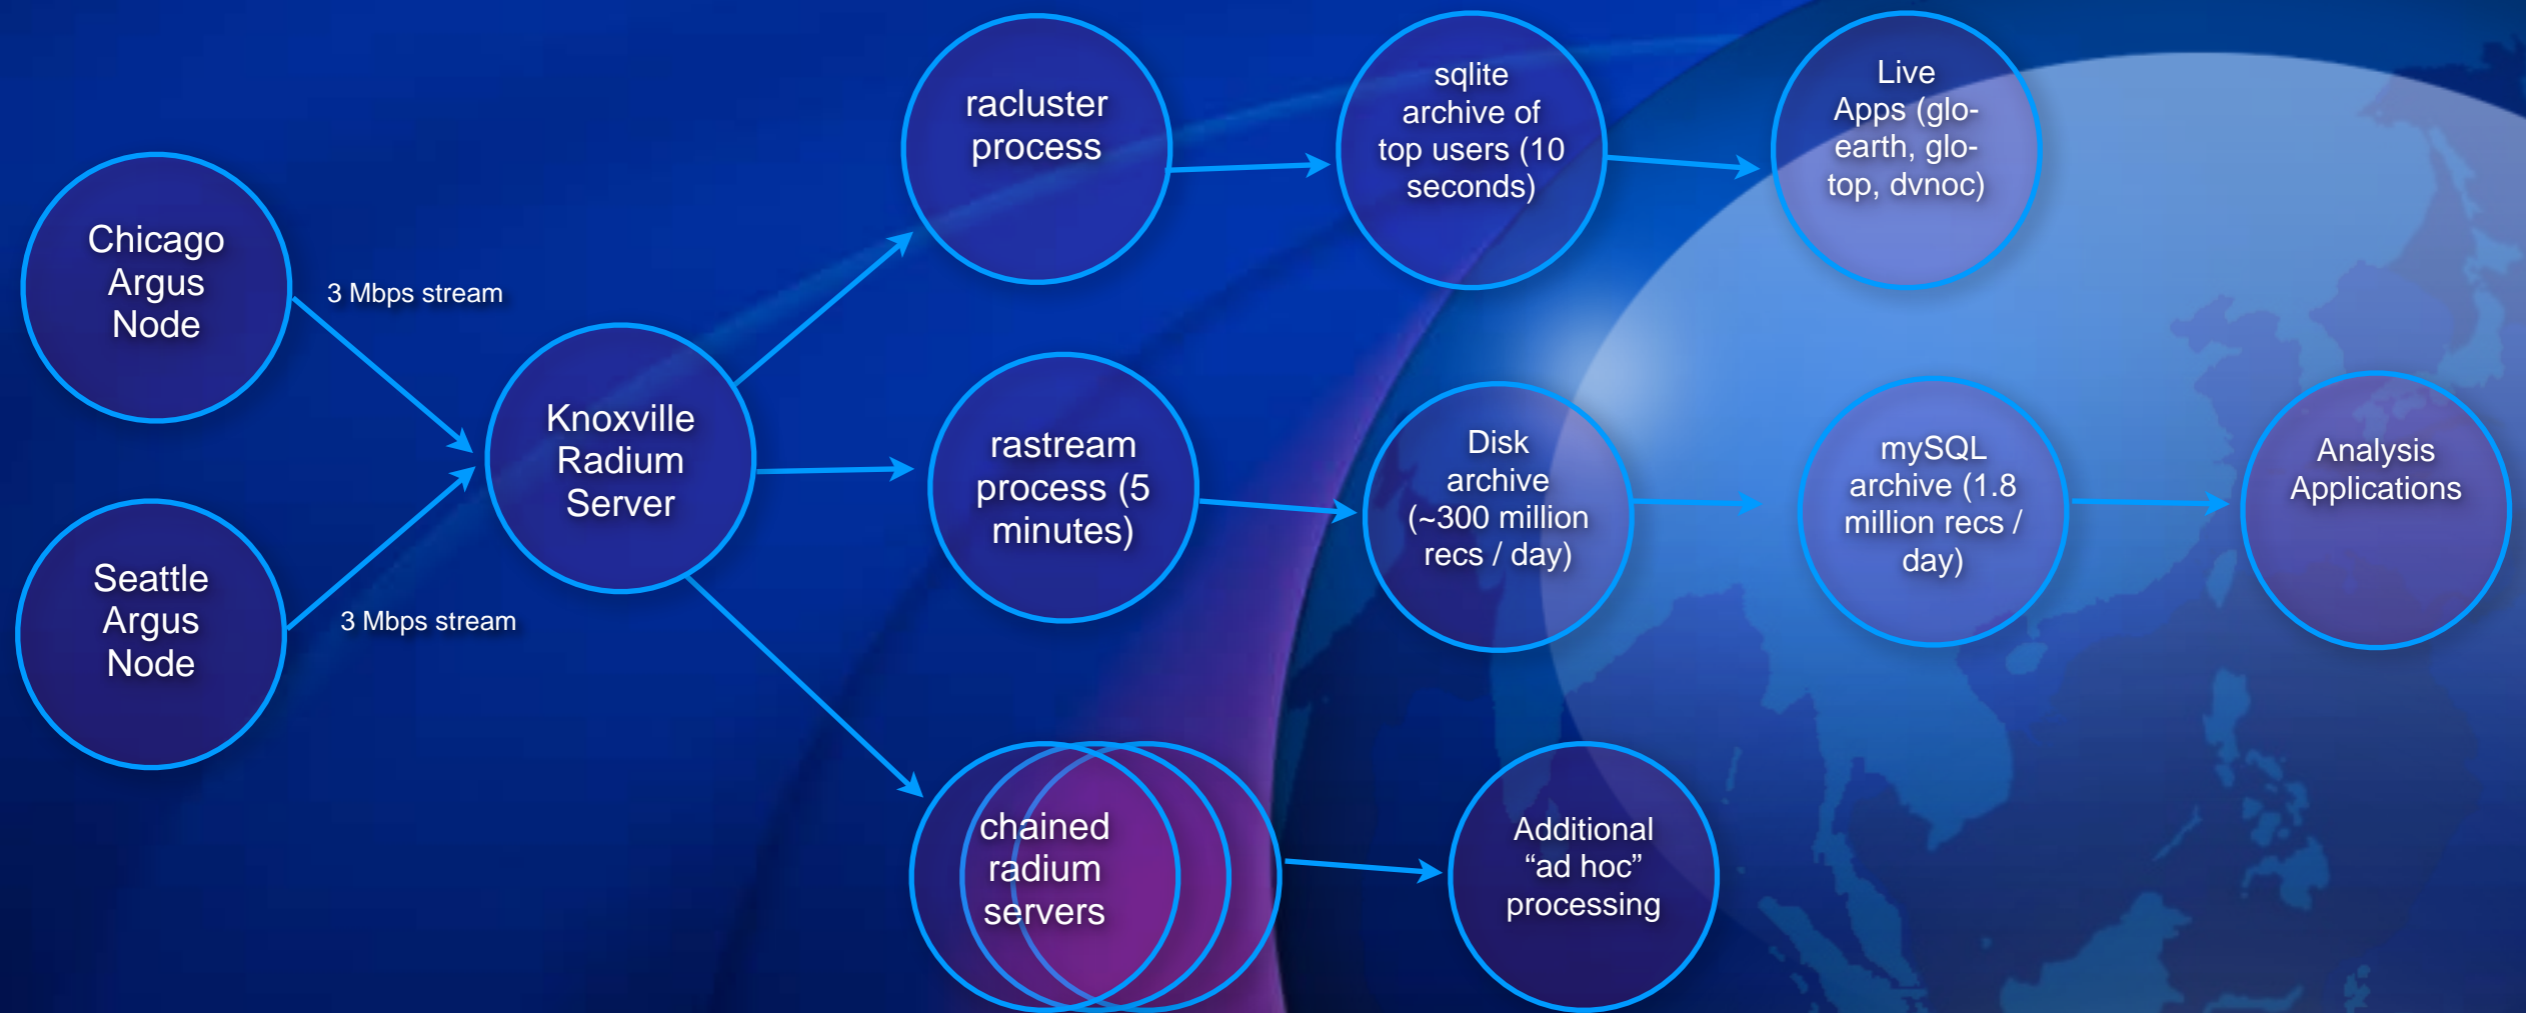 Chicago
Argus
Node
3 Mbps stream
Seattle
Argus
Node
3 Mbps stream
Knoxville
Radium
Server
racluster
process
sqlite
archive of
top users (10
seconds)
Live
Apps (glo-
earth, glo-
top, dvnoc)
rastream
process (5
minutes)
Disk
archive
(~300 million
recs / day)
mySQL
archive (1.8
million recs /
day)
Analysis
Applications
chained
radium
servers
Additional
“ad hoc”
processing